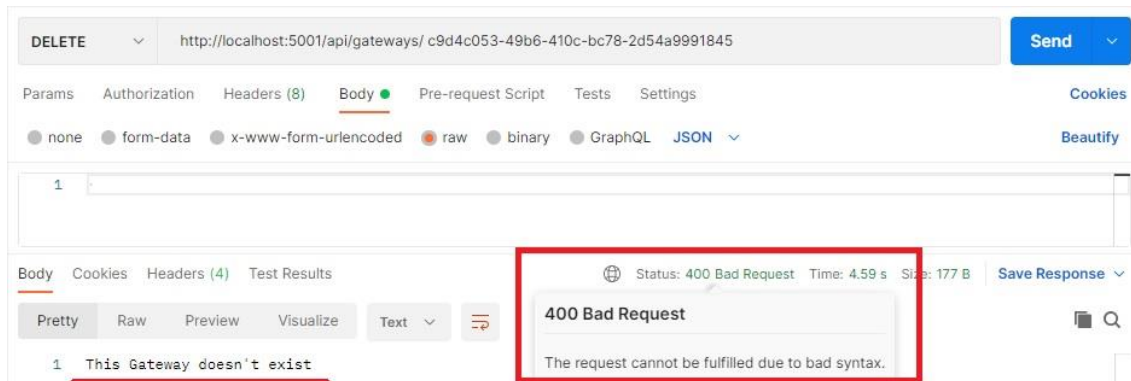 DELETE http://localhost:5001/api/gateways/ c9d4c053-49b6-410c-bc78-2d54a9991845 Send
Params Authorization Headers (8) Body Pre-request Script Tests Settings Cookies
none form-data x-www-form-urlencoded raw binary GraphQL JSON Beautify
1
Body Cookies Headers (4) Test Results Status: 400 Bad Request Time: 4.59 s Size: 177 B Save Response
Pretty Raw Preview Visualize Text
400 Bad Request
1 This Gateway doesn't exist
The request cannot be fulfilled due to bad syntax.